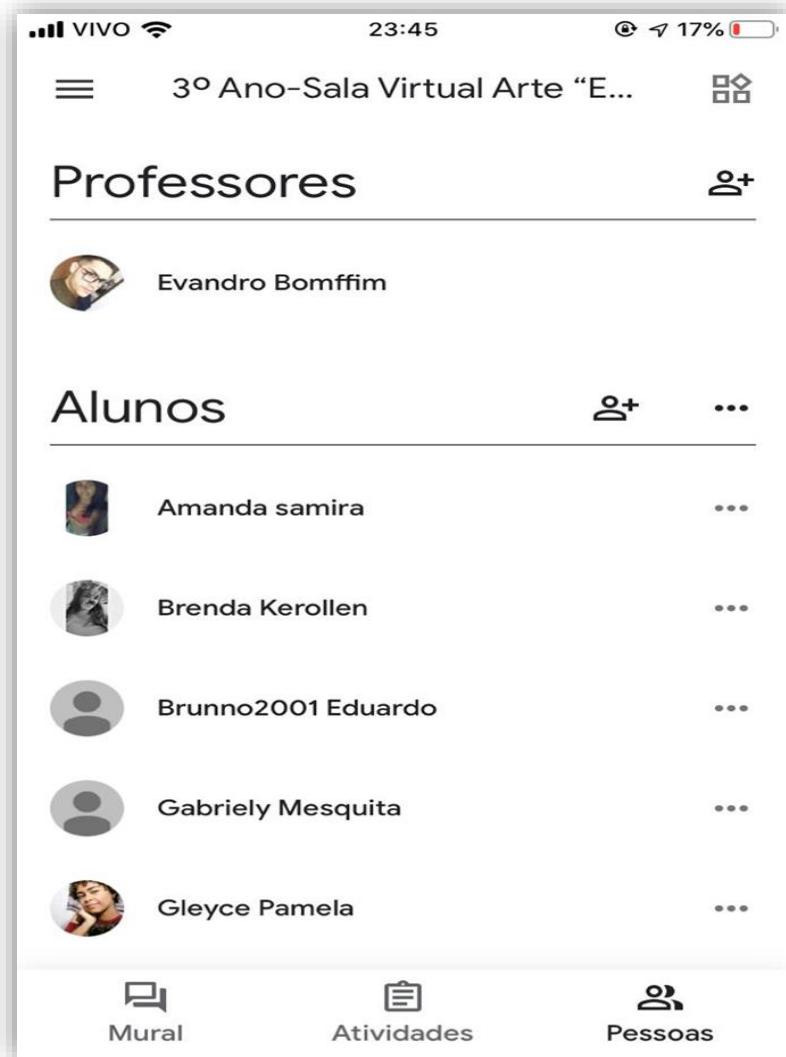 VIVO 23:45 17%
3º Ano-Sala Virtual Arte “E...
Professores
Evandro Bomffim
Alunos
Amanda samira
Brenda Kerollen
Brunno2001 Eduardo
Gabriely Mesquita
Gleyce Pamela
Mural Atividades Pessoas